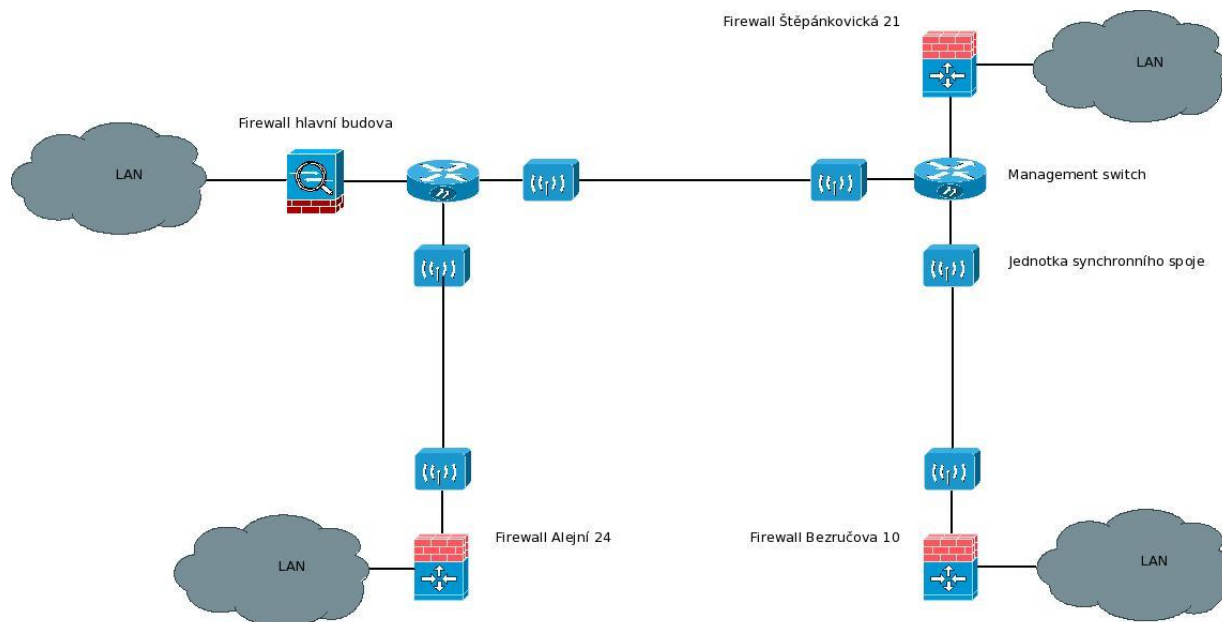 Firewall Štěpánkovická 21
LAN
Firewall hlavní budova
LAN
Management switch
Jednotka synchronního spoje
Firewall Alejní 24
Firewall Bezručova 10
LAN
LAN